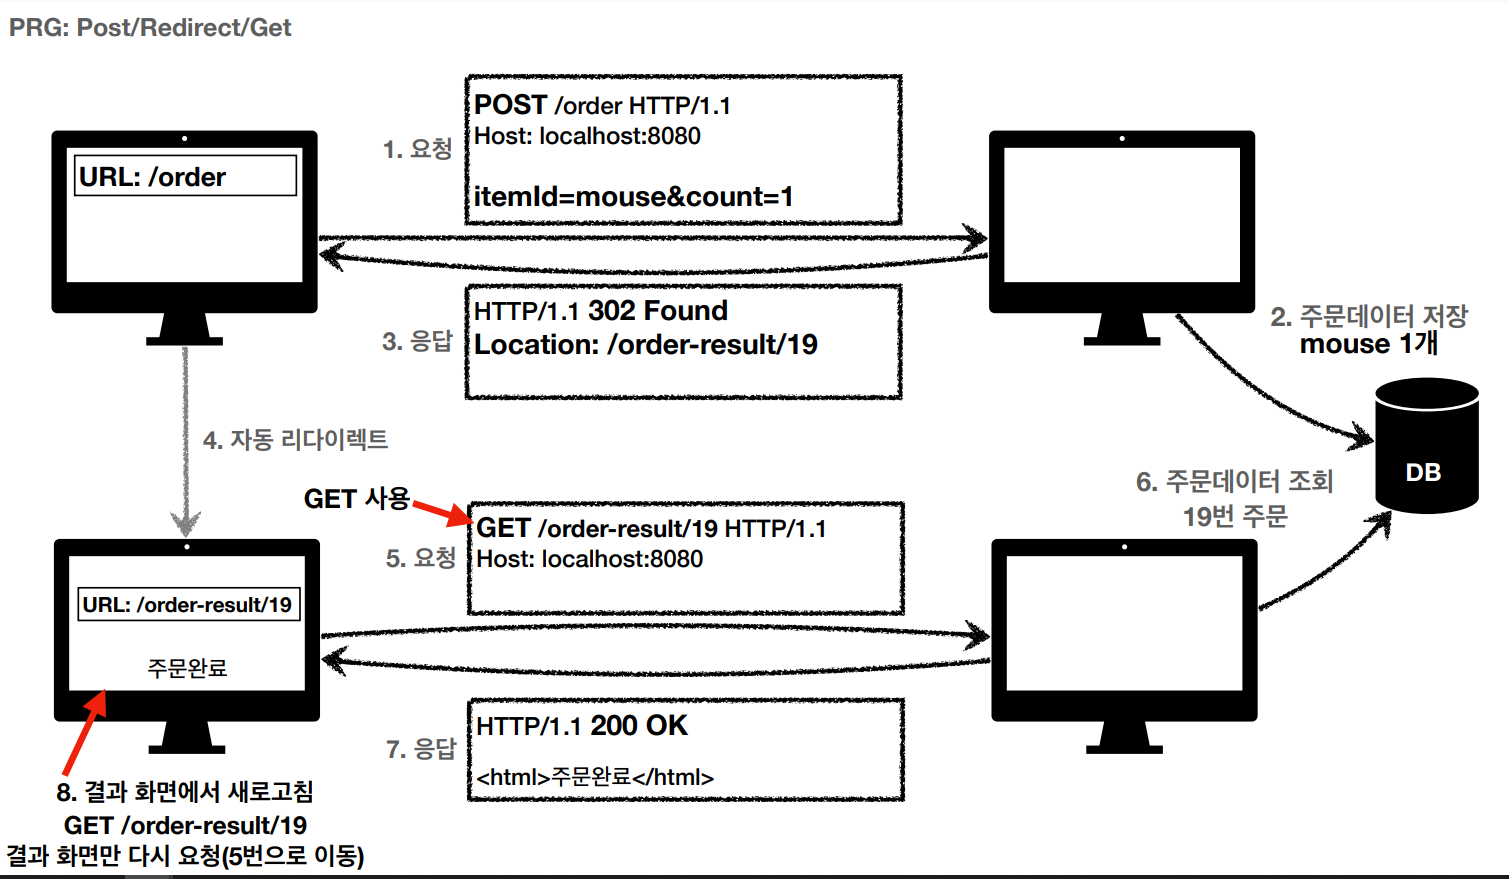 PRG: Post/Redirect/Get
URL: /order
1. 요청
POST /order HTTP/1.1
Host: localhost:8080
itemId=mouse&count=1
2. 주문데이터 저장
mouse 1개
3. 응답
HTTP/1.1 302 Found
Location: /order-result/19
4. 자동 리다이렉트
DB
GET 사용
5. 요청
GET /order-result/19 HTTP/1.1
Host: localhost:8080
6. 주문데이터 조회
19번 주문
URL: /order-result/19
주문완료
7. 응답
HTTP/1.1 200 OK
<html>주문완료</html>
8. 결과 화면에서 새로고침
GET /order-result/19
결과 화면만 다시 요청(5번으로 이동)